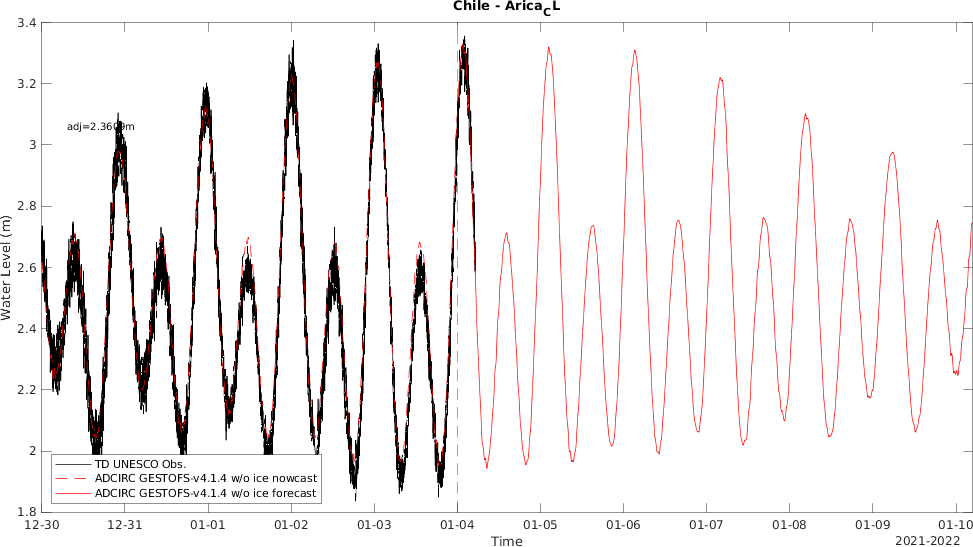 Chile - Arica_CL
3.4
3.2
3
2.8
2.6
2.4
2.2
2
1.8
Water Level (m)
adj=2.3609m
TD UNESCO Obs.
ADCIRC GESTOFS-v4.1.4 w/o ice nowcast
ADCIRC GESTOFS-v4.1.4 w/o ice forecast
12-30 12-31 01-01 01-02 01-03 01-04 01-05 01-06 01-07 01-08 01-09 01-10
Time
2021-2022